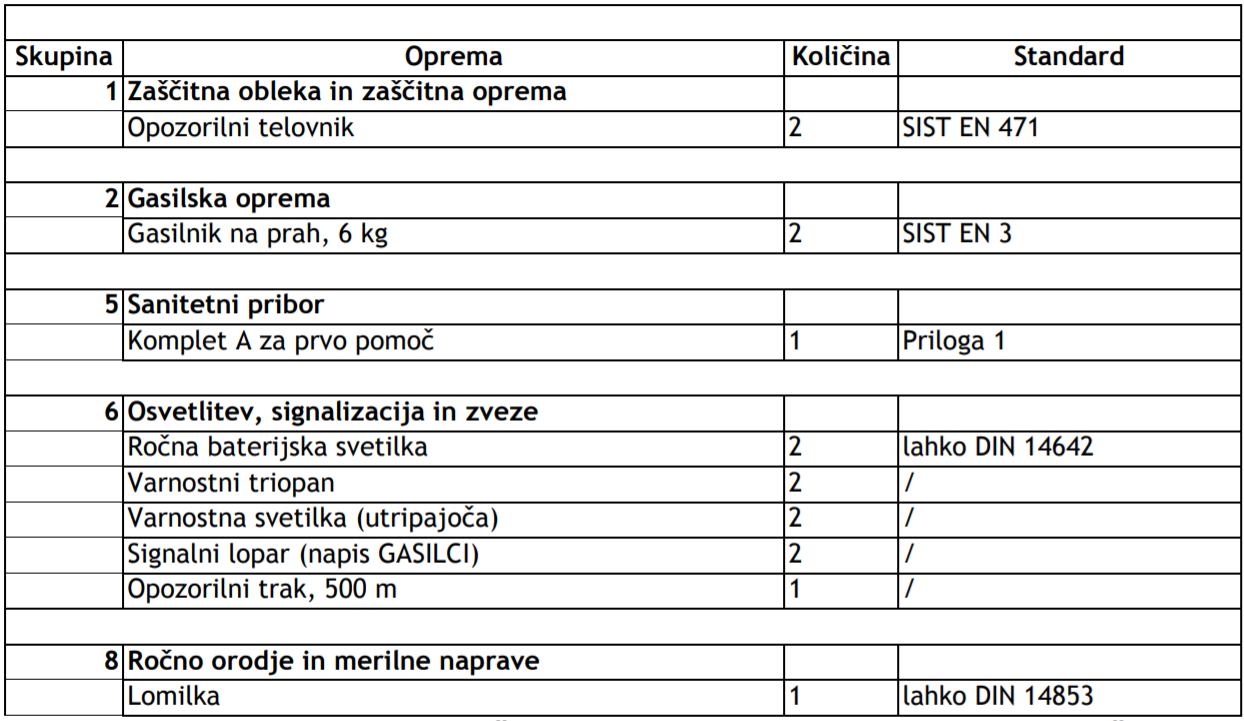 Skupina Oprema Količina Standard
1 Zaščitna obleka in zaščitna oprema
Opozorilni telovnik 2 SIST EN 471
2 Gasilska oprema
Gasilnik na prah, 6 kg 2 SIST EN 3
5 Sanitetni pribor
Komplet A za prvo pomoč 1 Priloga 1
6 Osvetlitev, signalizacija in zveze
Ročna baterijska svetilka 2 lahko DIN 14642
Varnostni triopan 2 /
Varnostna svetilka (utripajoča) 2 /
Signalni lopar (napis GASILCI) 2 /
Opozorilni trak, 500 m 1 /
8 Ročno orodje in merilne naprave
Lomilka 1 lahko DIN 14853